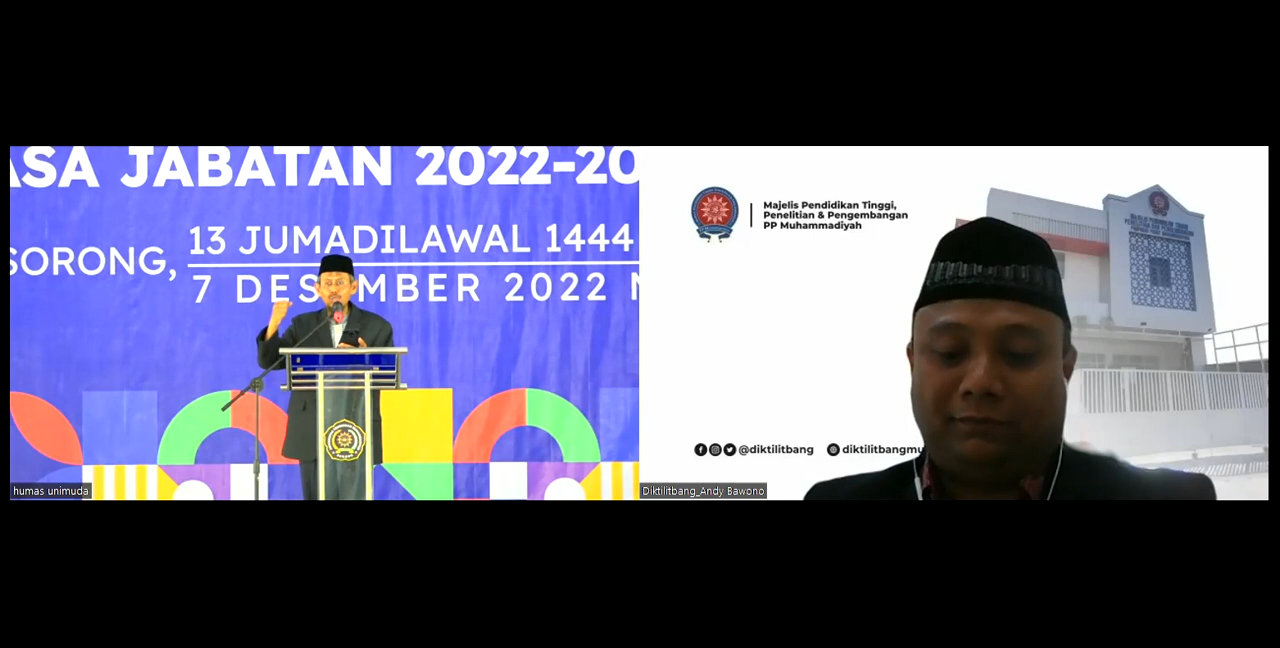 ASA JABATAN 2022-20
SORONG, 13 JUMADILAWAL 1444
7 DESEMBER 2022 M
humas unimuda
Majelis Pendidikan Tinggi,
Penelitian & Pengembangan
PP Muhammadiyah
@diktilitbang diktilitbangmu
Diktilitbang_Andy Bawono